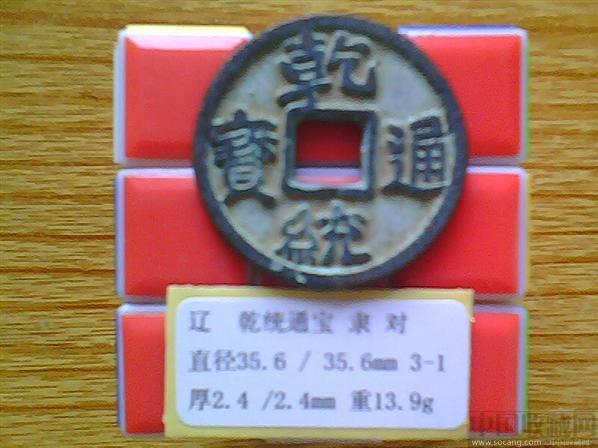 乾統通寳
辽 乾统通宝 隶 对
直径35.6 / 35.6mm 3-1
厚2.4 /2.4mm 重13.9g
中国收藏网
www.socang.com